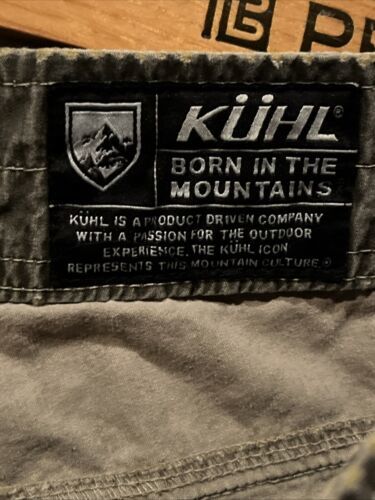 PE
KÜHL®
BORN IN THE
MOUNTAINS
KÜHL IS A PRODUCT DRIVEN COMPANY
WITH A PASSION FOR THE OUTDOOR
EXPERIENCE. THE KÜHL ICON
REPRESENTS THIS MOUNTAIN CULTURE.®